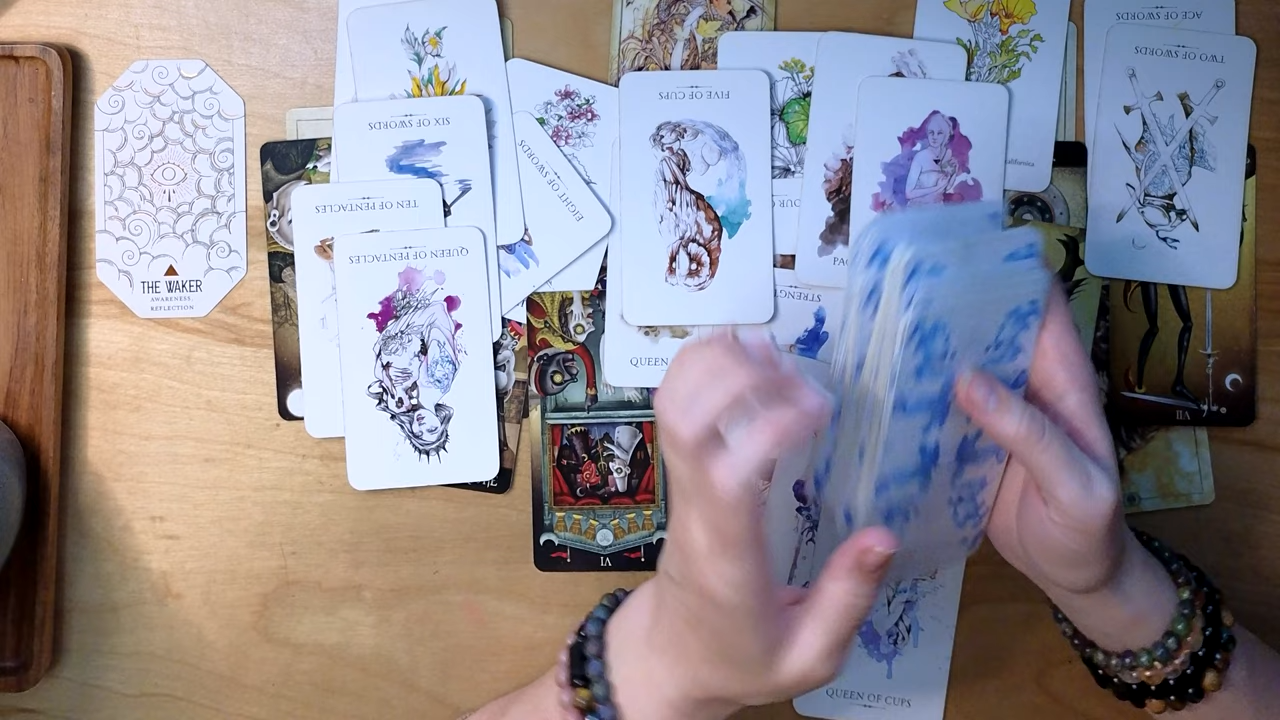 ACE OF SWORDS
TWO OF SWORDS
FIVE OF CUPS
SIX OF SWORDS
EIGHT OF SWORDS
TEN OF PENTACLES
QUEEN OF PENTACLES
THE WAKER
AWARENESS,
REFLECTION
californica
STRENGTH
QUEEN
VI
VII
QUEEN OF CUPS